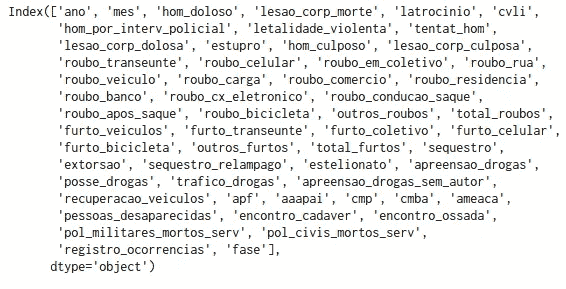 Index(['ano', 'mes', 'hom_doloso', 'lesao_corp_morte', 'latrocinio', 'cvli',
'hom_por_interv_policial', 'letalidade_violenta', 'tentat_hom',
'lesao_corp_dolosa', 'estupro', 'hom_culposo', 'lesao_corp_culposa',
'roubo_transeunte', 'roubo_celular', 'roubo_em_coletivo', 'roubo_rua',
'roubo_veiculo', 'roubo_carga', 'roubo_comercio', 'roubo_residencia',
'roubo_banco', 'roubo_cx_eletronico', 'roubo_conducao_saque',
'roubo_apos_saque', 'roubo_bicicleta', 'outros_roubos', 'total_roubos',
'furto_veiculos', 'furto_transeunte', 'furto_coletivo', 'furto_celular',
'furto_bicicleta', 'outros_furtos', 'total_furtos', 'sequestro',
'extorsao', 'sequestro_relampago', 'estelionato', 'apreensao_drogas',
'posse_drogas', 'trafico_drogas', 'apreensao_drogas_sem_autor',
'recuperacao_veiculos', 'apf', 'aaapai', 'cmp', 'cmba', 'ameaca',
'pessoas_desaparecidas', 'encontro_cadaver', 'encontro_ossada',
'pol_militares_mortos_serv', 'pol_civis_mortos_serv',
'registro_ocorrencias', 'fase'],
dtype='object')